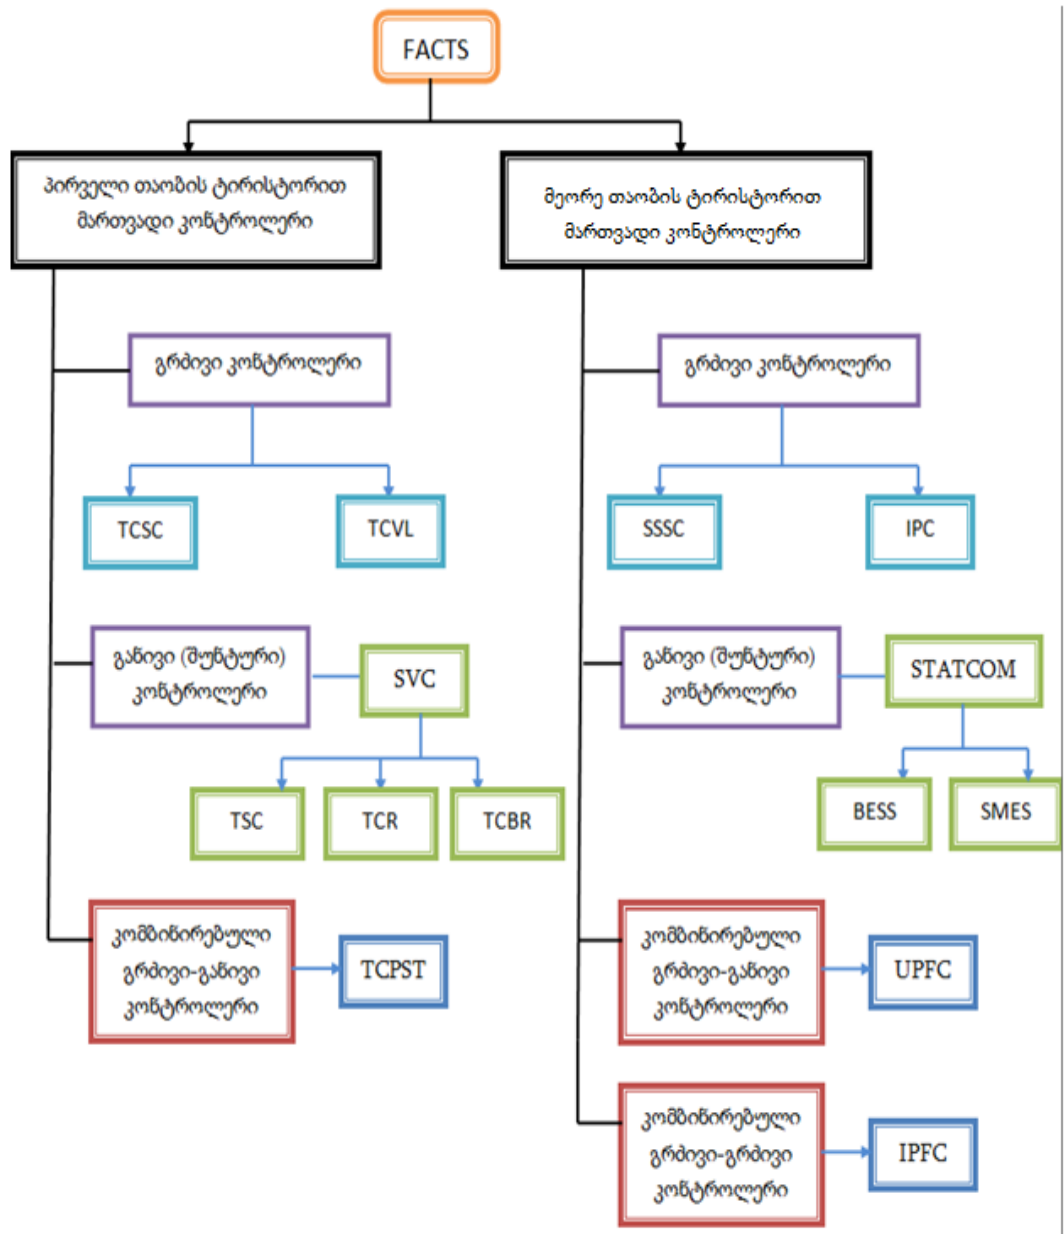 FACTS
პირველი თაობის ტირისტორით
მართვადი კონტროლერი
გრძივი კონტროლერი
TCSC
TCVL
განივი (შუნტური)
კონტროლერი
SVC
TSC
TCR
TCBR
კომბინირებული
გრძივი-განივი
კონტროლერი
TCPST
მეორე თაობის ტირისტორით
მართვადი კონტროლერი
გრძივი კონტროლერი
SSSC
IPC
განივი (შუნტური)
კონტროლერი
STATCOM
BESS
SMES
კომბინირებული
გრძივი-განივი
კონტროლერი
UPFC
კომბინირებული
გრძივი-გრძივი
კონტროლერი
IPFC